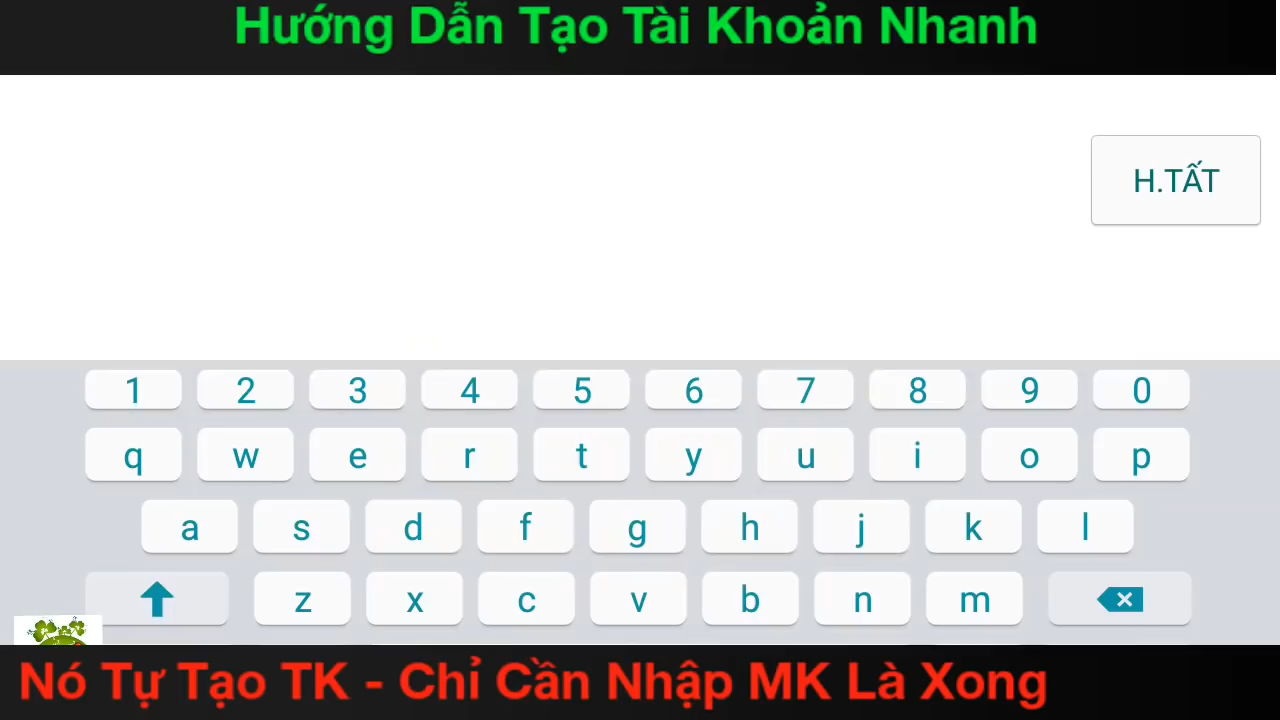 Hướng Dẫn Tạo Tài Khoản Nhanh
H.TẤT
1 2 3 4 5 6 7 8 9 0
q w e r t y u i o p
a s d f g h j k l
z x c v b n m
Nó Tự Tạo TK - Chỉ Cần Nhập MK Là Xong